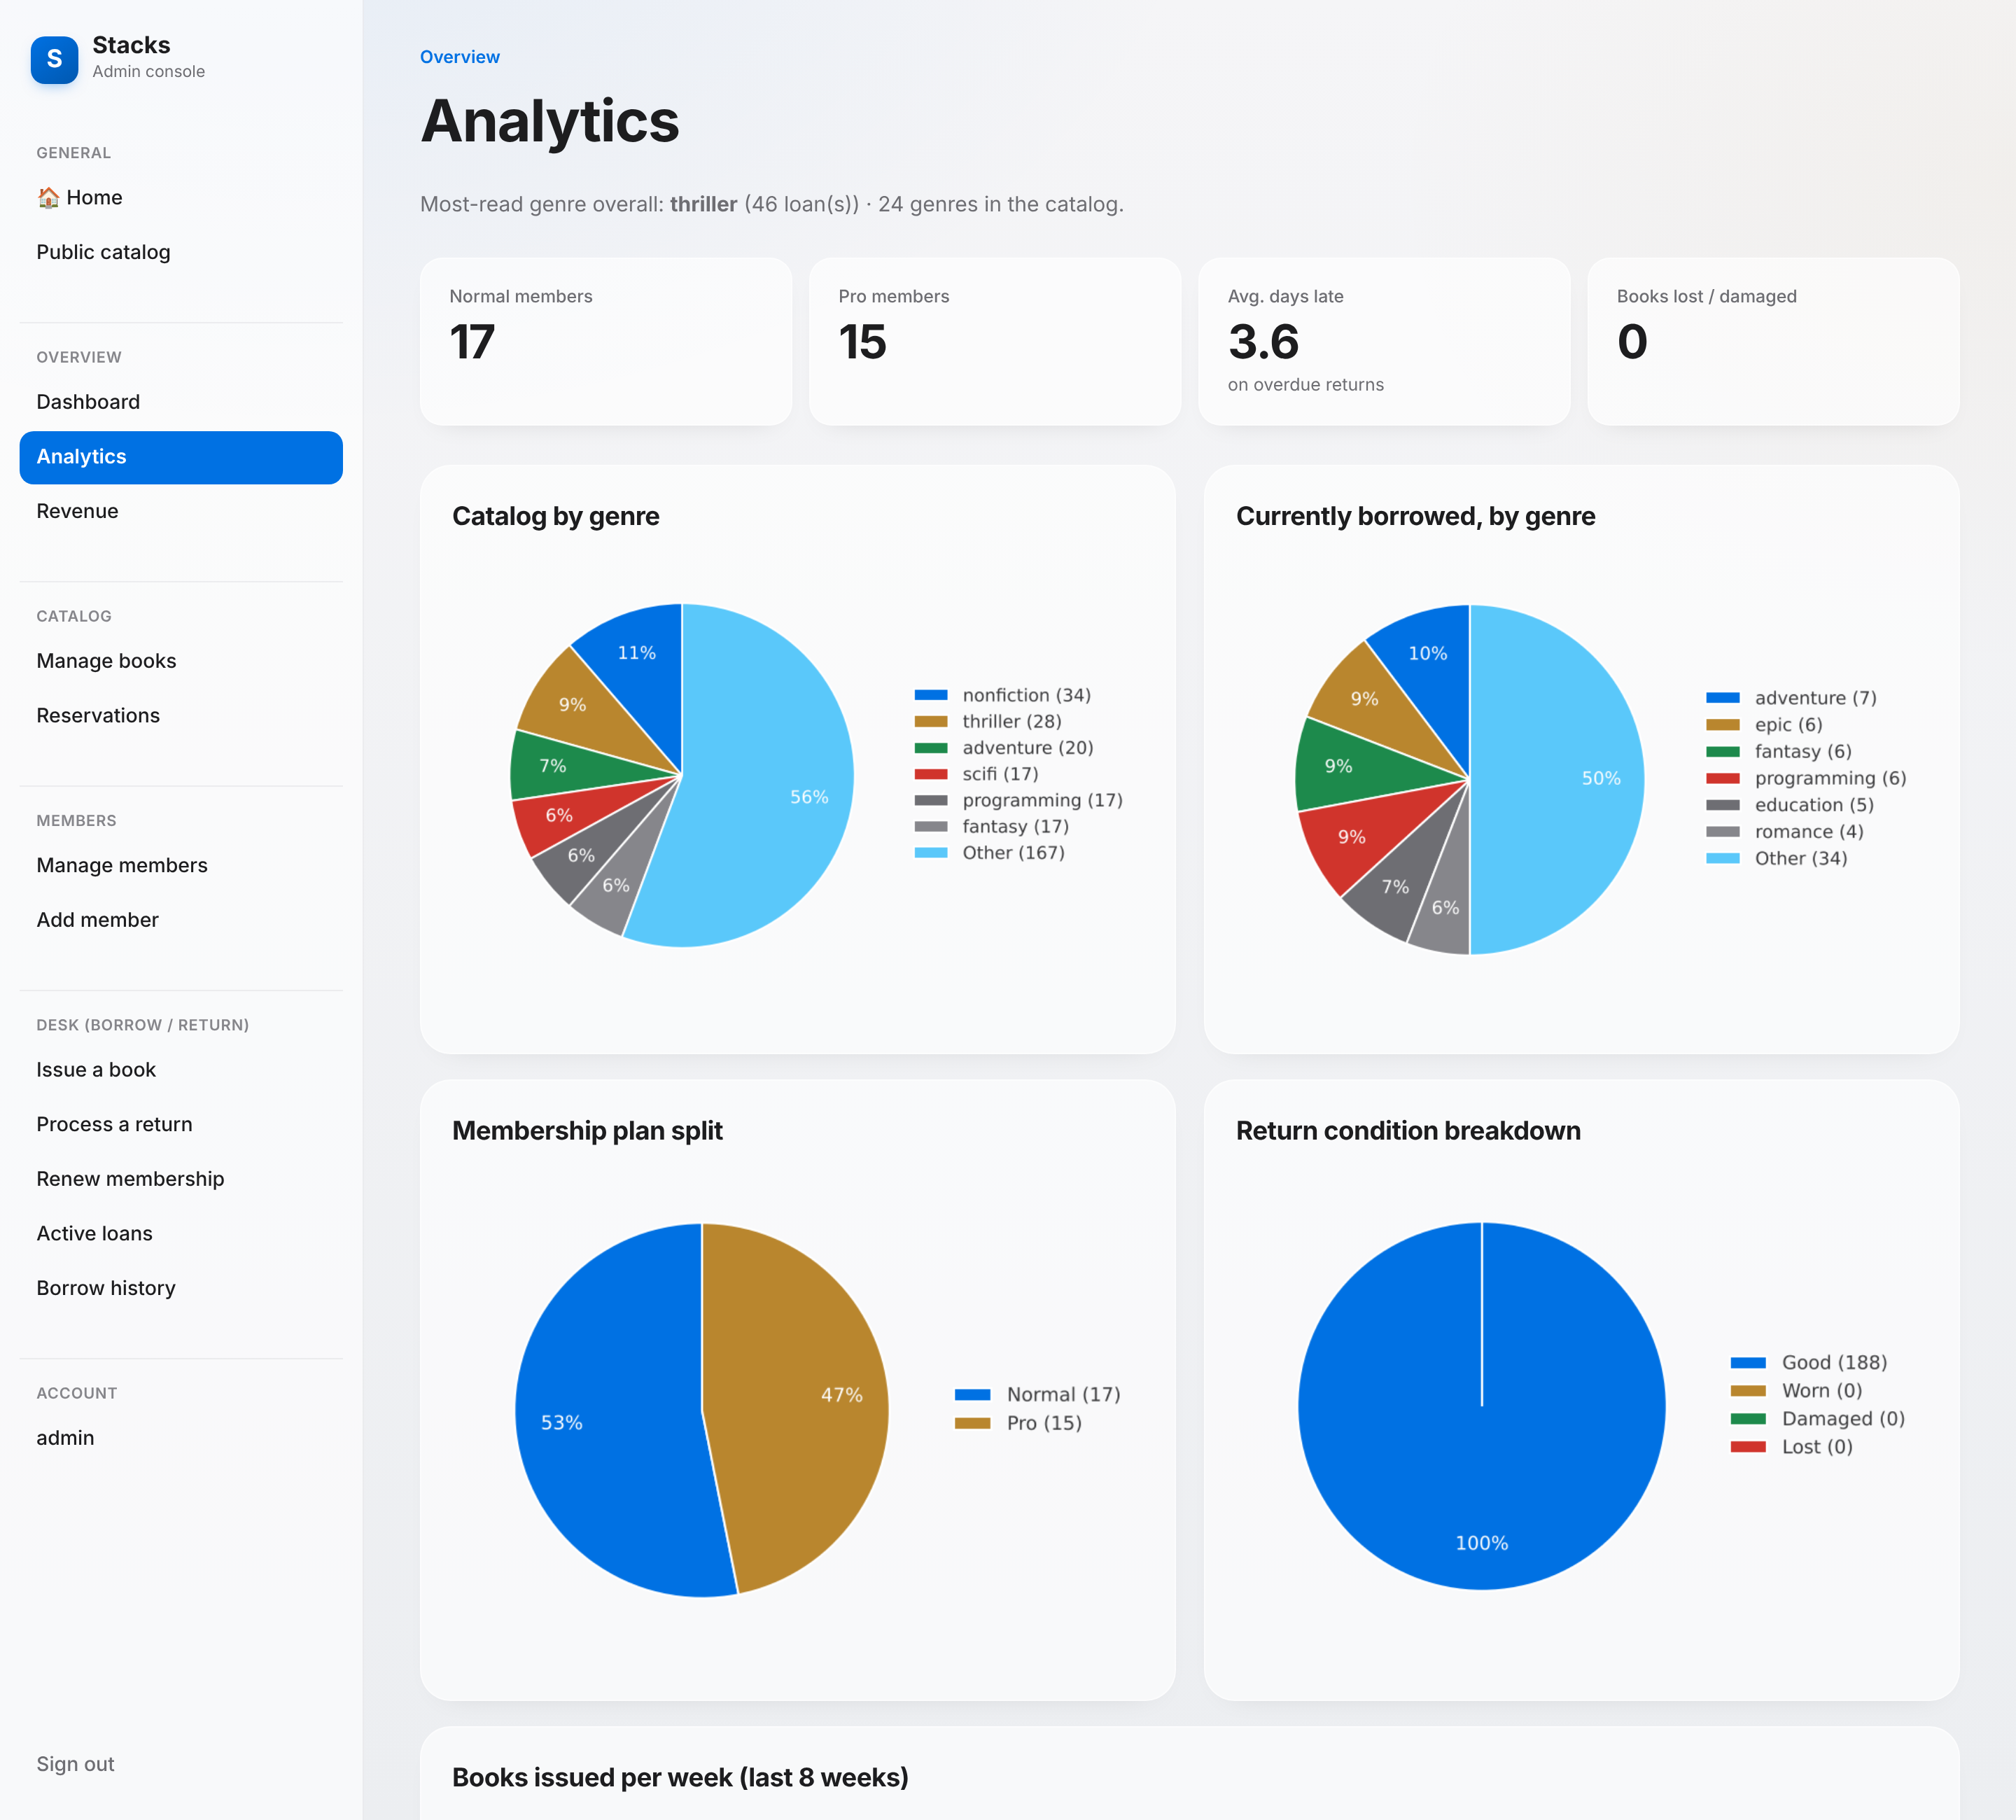 S
Stacks
Admin console
GENERAL
🏠 Home
Public catalog
OVERVIEW
Dashboard
Analytics
Revenue
CATALOG
Manage books
Reservations
MEMBERS
Manage members
Add member
DESK (BORROW / RETURN)
Issue a book
Process a return
Renew membership
Active loans
Borrow history
ACCOUNT
admin
Sign out
Overview
Analytics
Most-read genre overall: thriller (46 loan(s)) · 24 genres in the catalog.
Normal members
17
Pro members
15
Avg. days late
3.6
on overdue returns
Books lost / damaged
0
Catalog by genre
11%
9%
7%
6%
6%
6%
56%
nonfiction (34)
thriller (28)
adventure (20)
scifi (17)
programming (17)
fantasy (17)
Other (167)
Currently borrowed, by genre
10%
9%
9%
9%
7%
6%
50%
adventure (7)
epic (6)
fantasy (6)
programming (6)
education (5)
romance (4)
Other (34)
Membership plan split
53%
47%
Normal (17)
Pro (15)
Return condition breakdown
100%
Good (188)
Worn (0)
Damaged (0)
Lost (0)
Books issued per week (last 8 weeks)